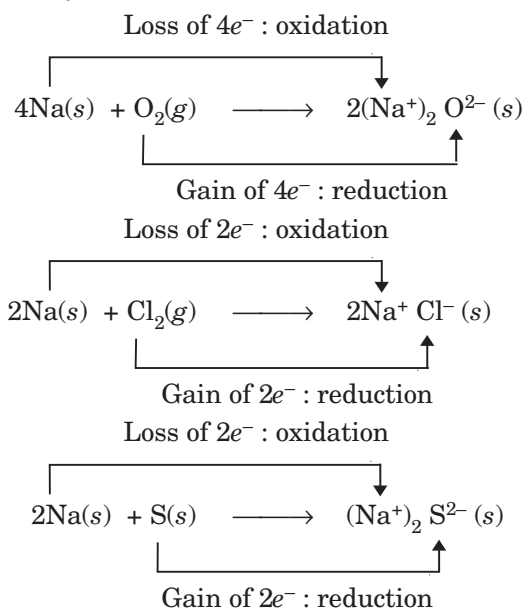 Loss of 4e⁻ : oxidation
4Na(s) + O₂(g) ⟶ 2(Na⁺)₂ O²⁻ (s)
Gain of 4e⁻ : reduction
Loss of 2e⁻ : oxidation
2Na(s) + Cl₂(g) ⟶ 2Na⁺ Cl⁻ (s)
Gain of 2e⁻ : reduction
Loss of 2e⁻ : oxidation
2Na(s) + S(s) ⟶ (Na⁺)₂ S²⁻ (s)
Gain of 2e⁻ : reduction